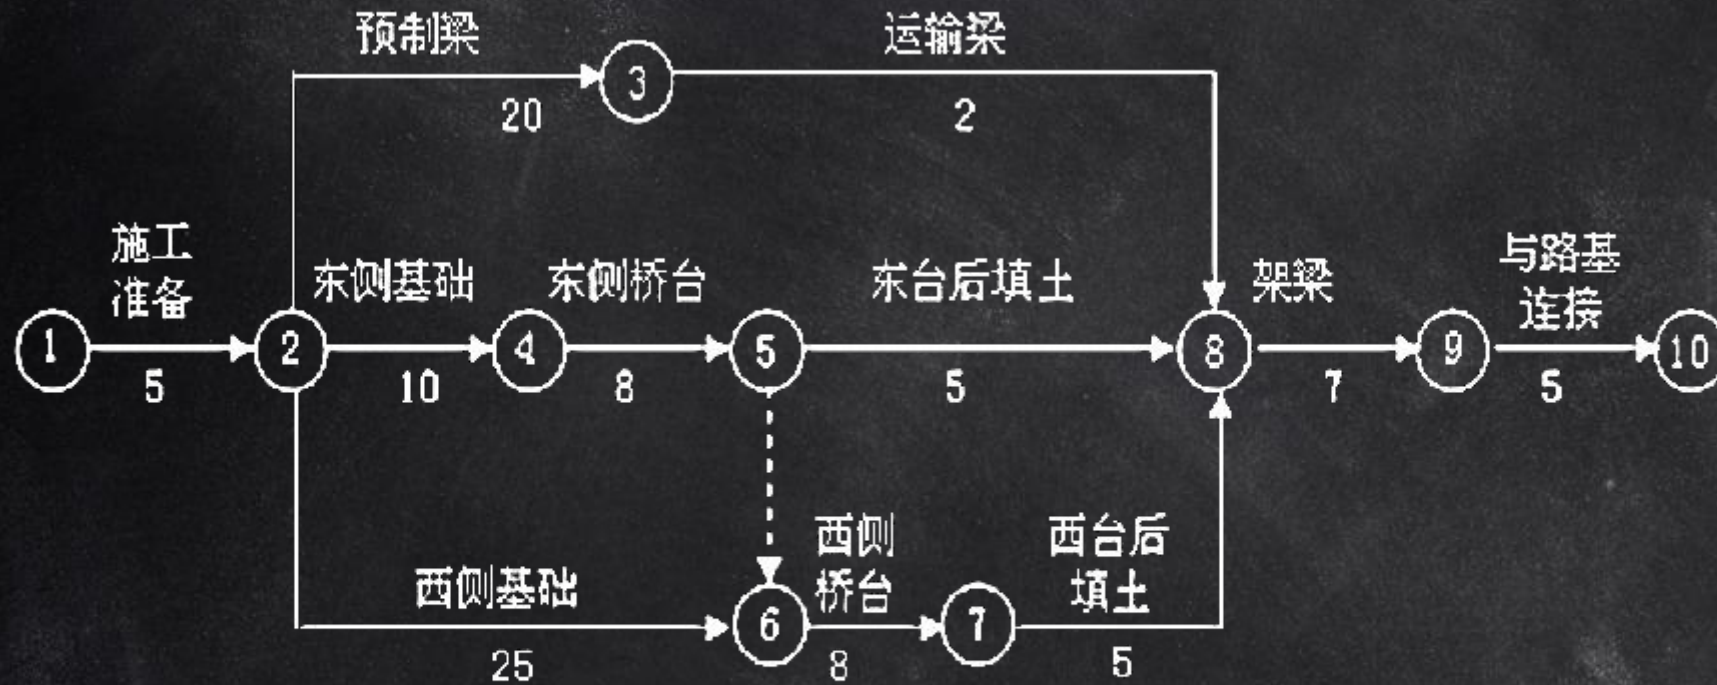 预制梁
运输梁
3
20
2
施工
准备
东侧基础
东侧桥台
东台后填土
架梁
与路基
连接
1
2
4
5
8
9
10
5
10
8
5
7
5
西侧基础
西侧
桥台
西台后
填土
6
7
25
8
5